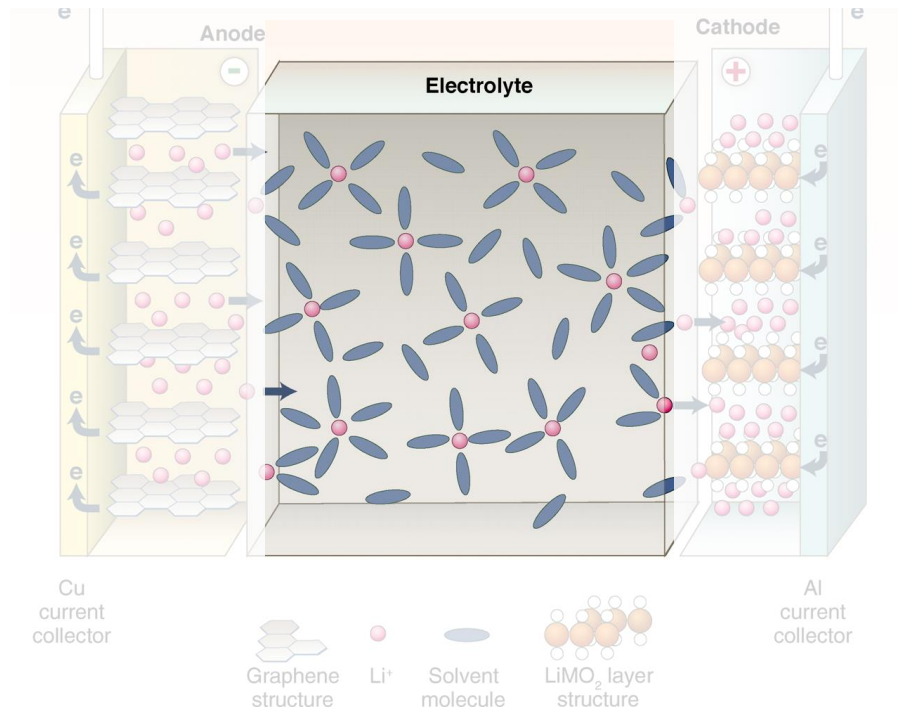 e
e
Anode
Cathode
-
+
Electrolyte
e
e
e
e
e
e
e
e
e
e
Cu
current
collector
Al
current
collector
Graphene
structure
Li⁺
Solvent
molecule
LiMO₂ layer
structure